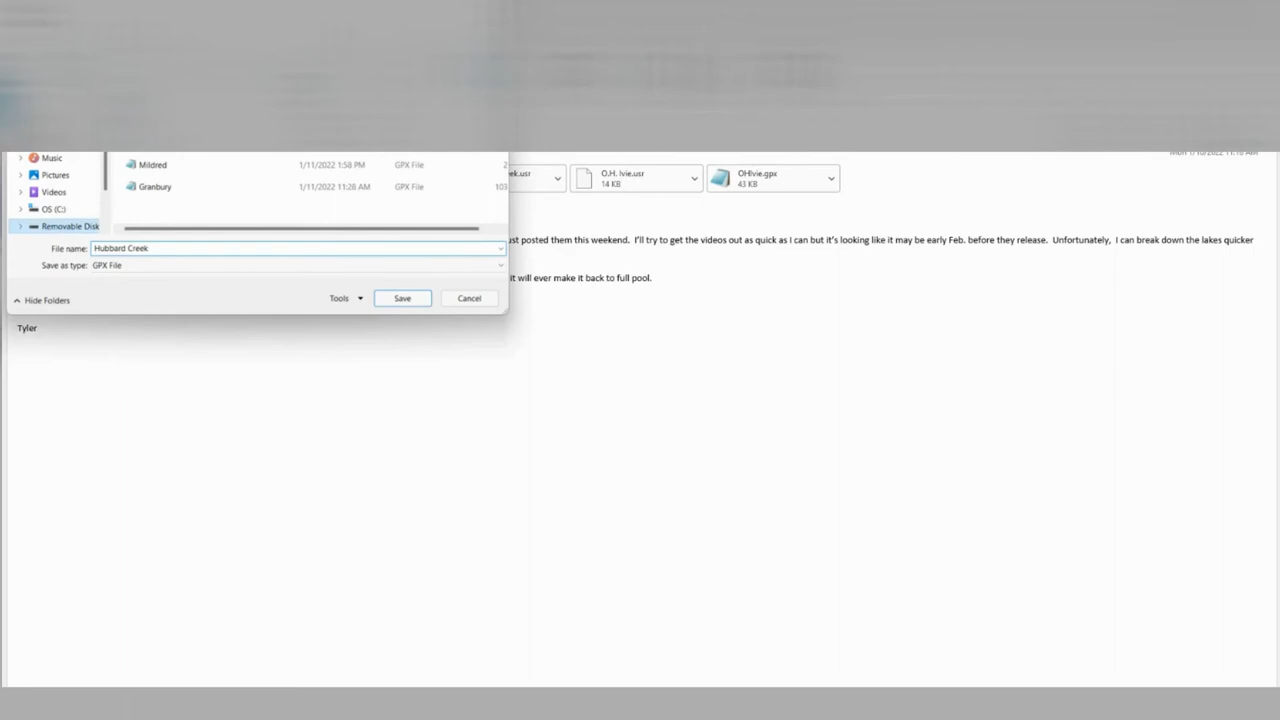 Music
Mildred 1/11/2022 1:58 PM GPX File 2
Pictures
Granbury 1/11/2022 11:28 AM GPX File 103
Videos
OS (C:)
Removable Disk
File name: Hubbard Creek
Save as type: GPX File
Hide Folders
Tools
Save
Cancel
ek.usr
O.H. Ivie.usr
14 KB
OHIvie.gpx
43 KB
ust posted them this weekend. I'll try to get the videos out as quick as I can but it's looking like it may be early Feb. before they release. Unfortunately, I can break down the lakes quicker
it will ever make it back to full pool.
Tyler